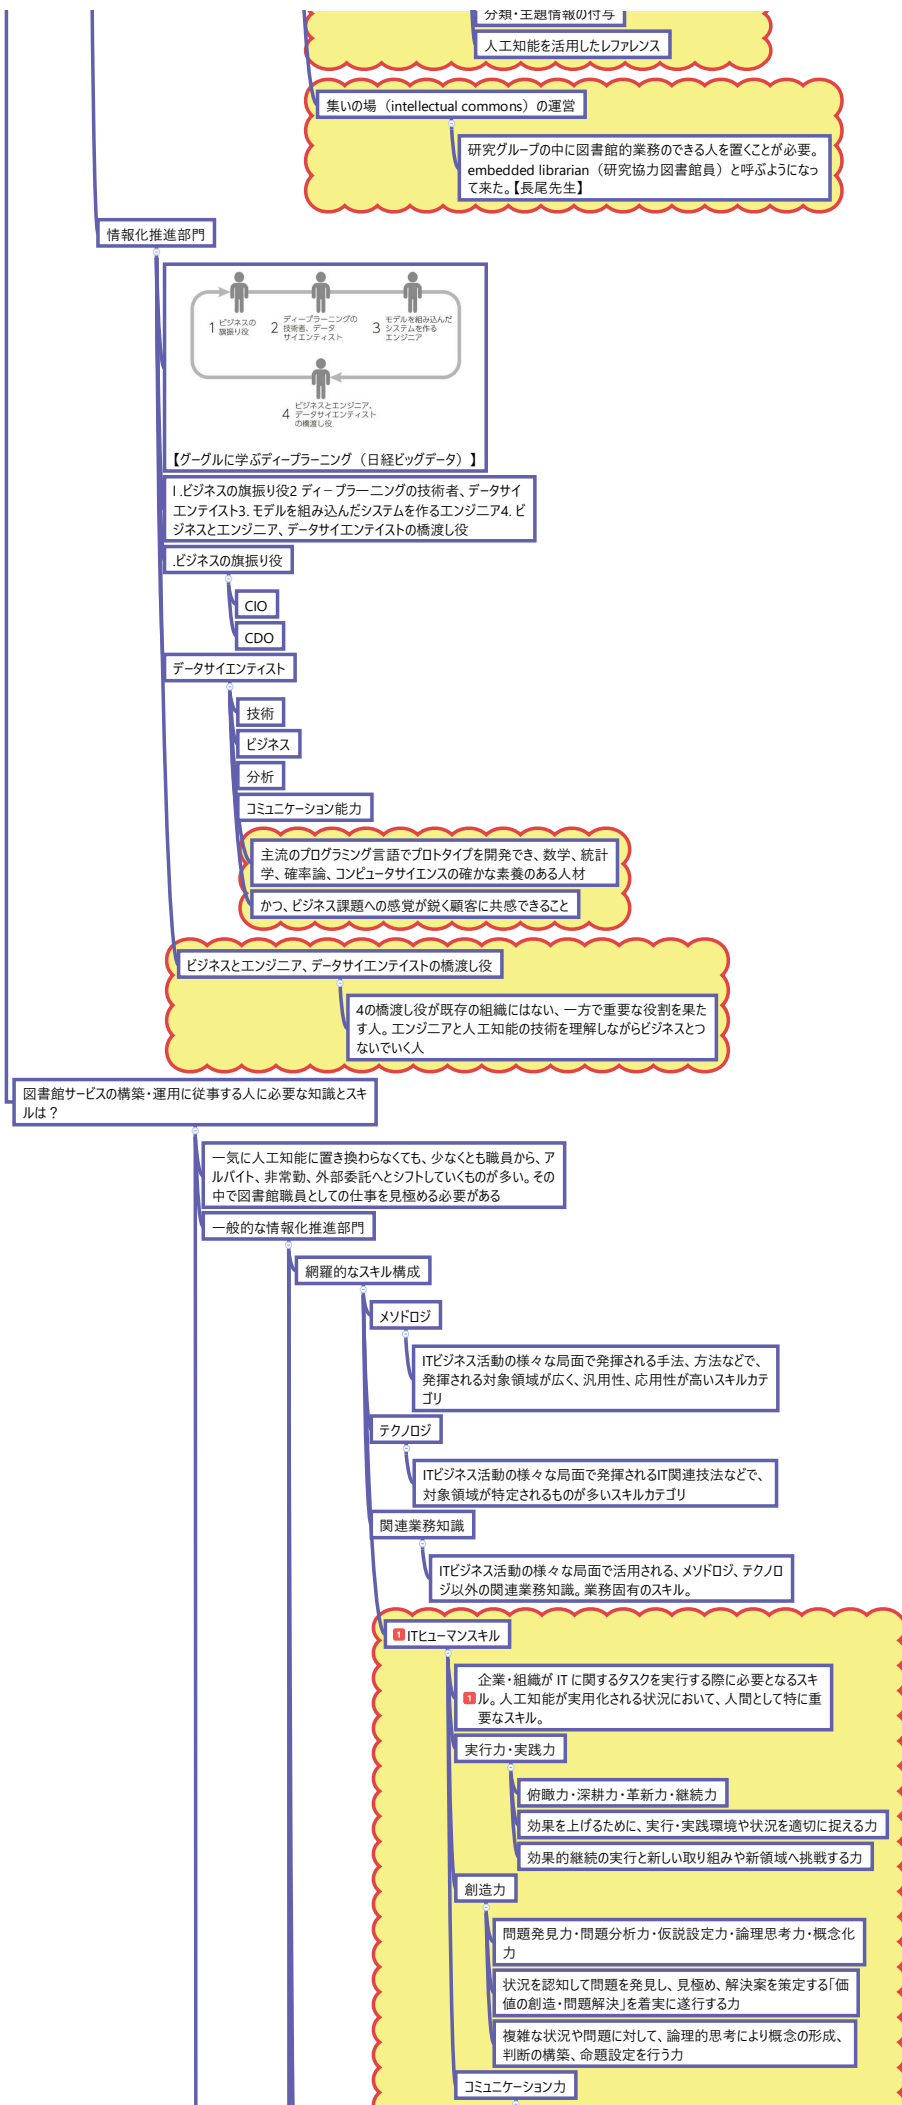 分類・主題情報の付与
人工知能を活用したレファレンス
集いの場（intellectual commons）の運営
研究グループの中に図書館的業務のできる人を置くことが必要。
embedded librarian（研究協力図書館員）と呼ぶようになっ
て来た。【長尾先生】
情報化推進部門
1 ビジネスの
旗振り役
2 ディープラーニングの
技術者、データ
サイエンティスト
3 モデルを組み込んだ
システムを作る
エンジニア
4 ビジネスとエンジニア、
データサイエンティスト
の橋渡し役
【グーグルに学ぶディープラーニング（日経ビッグデータ）】
I .ビジネスの旗振り役2 ディープラーニングの技術者、データサイ
エンテイスト3. モデルを組み込んだシステムを作るエンジニア4. ビ
ジネスとエンジニア、データサイエンテイストの橋渡し役
.ビジネスの旗振り役
CIO
CDO
データサイエンティスト
技術
ビジネス
分析
コミュニケーション能力
主流のプログラミング言語でプロトタイプを開発でき、数学、統計
学、確率論、コンピュータサイエンスの確かな素養のある人材
かつ、ビジネス課題への感覚が鋭く顧客に共感できること
ビジネスとエンジニア、データサイエンテイストの橋渡し役
4の橋渡し役が既存の組織にはない、一方で重要な役割を果た
す人。エンジニアと人工知能の技術を理解しながらビジネスとつ
ないでいく人
図書館サービスの構築・運用に従事する人に必要な知識とスキ
ルは？
一気に人工知能に置き換わらなくても、少なくとも職員から、ア
ルバイト、非常勤、外部委託へとシフトしていくものが多い。その
中で図書館職員としての仕事を見極める必要がある
一般的な情報化推進部門
網羅的なスキル構成
メソドロジ
ITビジネス活動の様々な局面で発揮される手法、方法などで、
発揮される対象領域が広く、汎用性、応用性が高いスキルカテ
ゴリ
テクノロジ
ITビジネス活動の様々な局面で発揮されるIT関連技法などで、
対象領域が特定されるものが多いスキルカテゴリ
関連業務知識
ITビジネス活動の様々な局面で活用される、メソドロジ、テクノロ
ジ以外の関連業務知識。業務固有のスキル。
1 ITヒューマンスキル
企業・組織が IT に関するタスクを実行する際に必要となるスキ
1 ル。人工知能が実用化される状況において、人間として特に重
要なスキル。
実行力・実践力
俯瞰力・深耕力・革新力・継続力
効果を上げるために、実行・実践環境や状況を適切に捉える力
効果的継続の実行と新しい取り組みや新領域へ挑戦する力
創造力
問題発見力・問題分析力・仮説設定力・論理思考力・概念化
力
状況を認知して問題を発見し、見極め、解決案を策定する「価
値の創造・問題解決」を着実に遂行する力
複雑な状況や問題に対して、論理的思考により概念の形成、
判断の構築、命題設定を行う力
コミュニケーション力